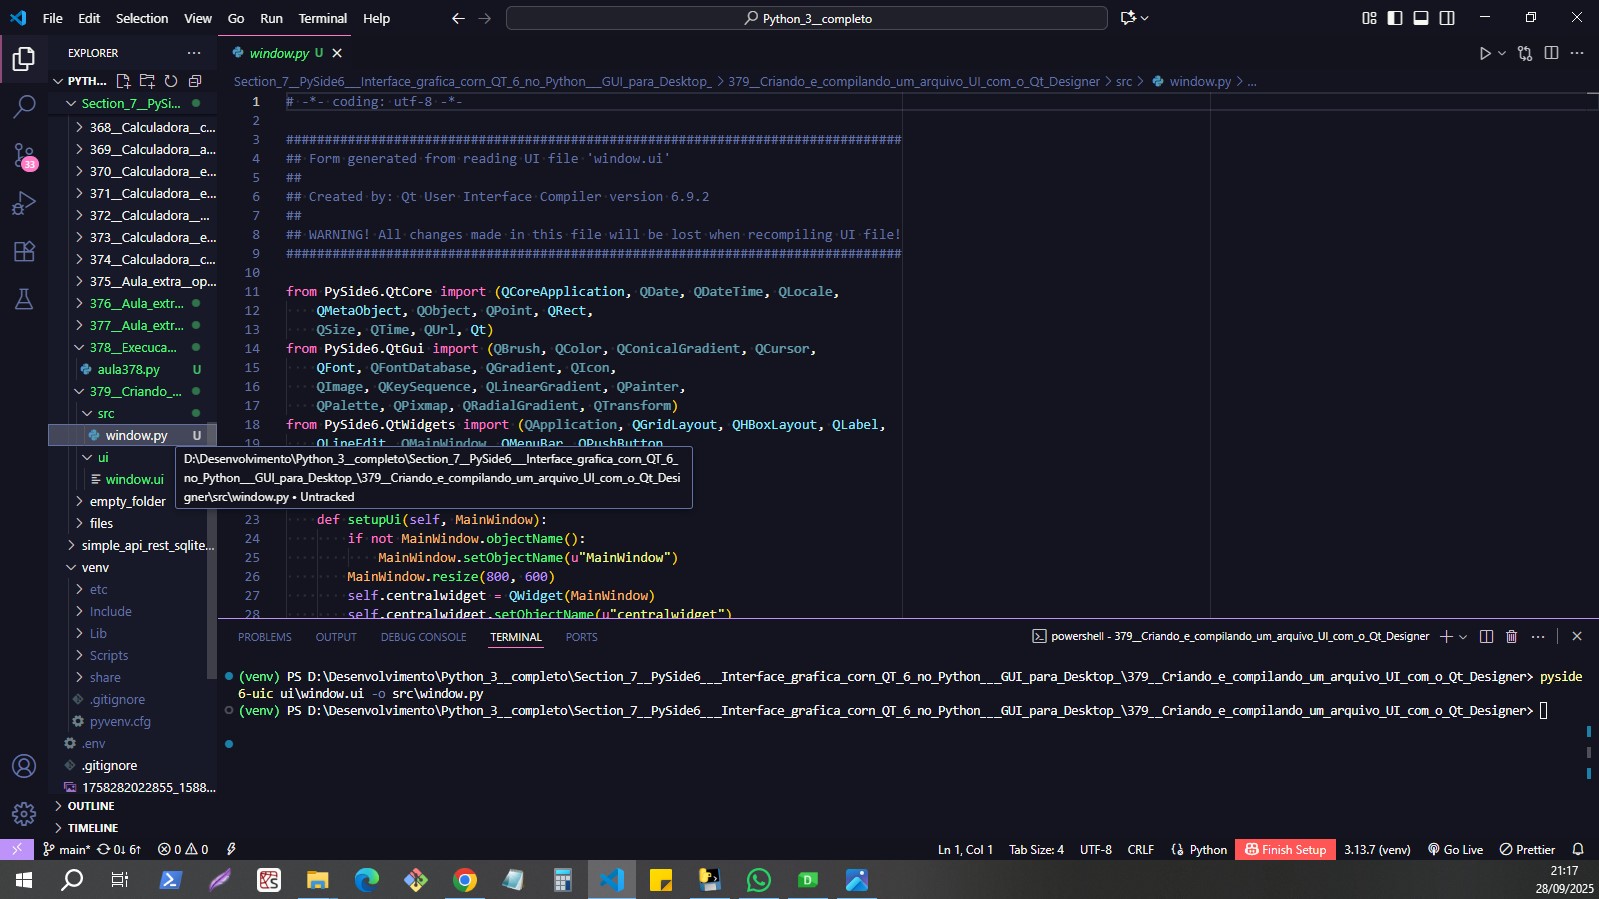 File Edit Selection View Go Run Terminal Help
Python_3__completo
EXPLORER
PYTH...
Section_7__PySi...
368__Calculadora__c...
369__Calculadora__a...
370__Calculadora__e...
371__Calculadora__e...
372__Calculadora__...
373__Calculadora__e...
374__Calculadora__c...
375__Aula_extra__op...
376__Aula_extr...
377__Aula_extr...
378__Execuca...
aula378.py U
379__Criando_...
src
window.py U
ui
window.ui
empty_folder
files
simple_api_rest_sqlite...
venv
etc
Include
Lib
Scripts
share
.gitignore
pyvenv.cfg
.env
.gitignore
1758282022855_1588...
OUTLINE
TIMELINE
33
window.py U
Section_7__PySide6___Interface_grafica_corn_QT_6_no_Python___GUI_para_Desktop_ > 379__Criando_e_compilando_um_arquivo_UI_com_o_Qt_Designer > src > window.py > ...
1 # -*- coding: utf-8 -*-
2
3 ################################################################################
4 ## Form generated from reading UI file 'window.ui'
5 ##
6 ## Created by: Qt User Interface Compiler version 6.9.2
7 ##
8 ## WARNING! All changes made in this file will be lost when recompiling UI file!
9 ################################################################################
10
11 from PySide6.QtCore import (QCoreApplication, QDate, QDateTime, QLocale,
12 QMetaObject, QObject, QPoint, QRect,
13 QSize, QTime, QUrl, Qt)
14 from PySide6.QtGui import (QBrush, QColor, QConicalGradient, QCursor,
15 QFont, QFontDatabase, QGradient, QIcon,
16 QImage, QKeySequence, QLinearGradient, QPainter,
17 QPalette, QPixmap, QRadialGradient, QTransform)
18 from PySide6.QtWidgets import (QApplication, QGridLayout, QHBoxLayout, QLabel,
19 QLineEdit, QMainWindow, QMenuBar, QPushButton,
D:\Desenvolvimento\Python_3__completo\Section_7__PySide6___Interface_grafica_corn_QT_6_
no_Python___GUI_para_Desktop_\379__Criando_e_compilando_um_arquivo_UI_com_o_Qt_Desi
gner\src\window.py • Untracked
23 def setupUi(self, MainWindow):
24 if not MainWindow.objectName():
25 MainWindow.setObjectName(u"MainWindow")
26 MainWindow.resize(800, 600)
27 self.centralwidget = QWidget(MainWindow)
28 self.centralwidget.setObjectName(u"centralwidget")
PROBLEMS OUTPUT DEBUG CONSOLE TERMINAL PORTS
powershell - 379__Criando_e_compilando_um_arquivo_UI_com_o_Qt_Designer
(venv) PS D:\Desenvolvimento\Python_3__completo\Section_7__PySide6___Interface_grafica_corn_QT_6_no_Python___GUI_para_Desktop_\379__Criando_e_compilando_um_arquivo_UI_com_o_Qt_Designer> pyside
6-uic ui\window.ui -o src\window.py
(venv) PS D:\Desenvolvimento\Python_3__completo\Section_7__PySide6___Interface_grafica_corn_QT_6_no_Python___GUI_para_Desktop_\379__Criando_e_compilando_um_arquivo_UI_com_o_Qt_Designer>
main* 0↓ 6↑ 0 0 Ln 1, Col 1 Tab Size: 4 UTF-8 CRLF Python Finish Setup 3.13.7 (venv) Go Live Prettier
21:17
28/09/2025